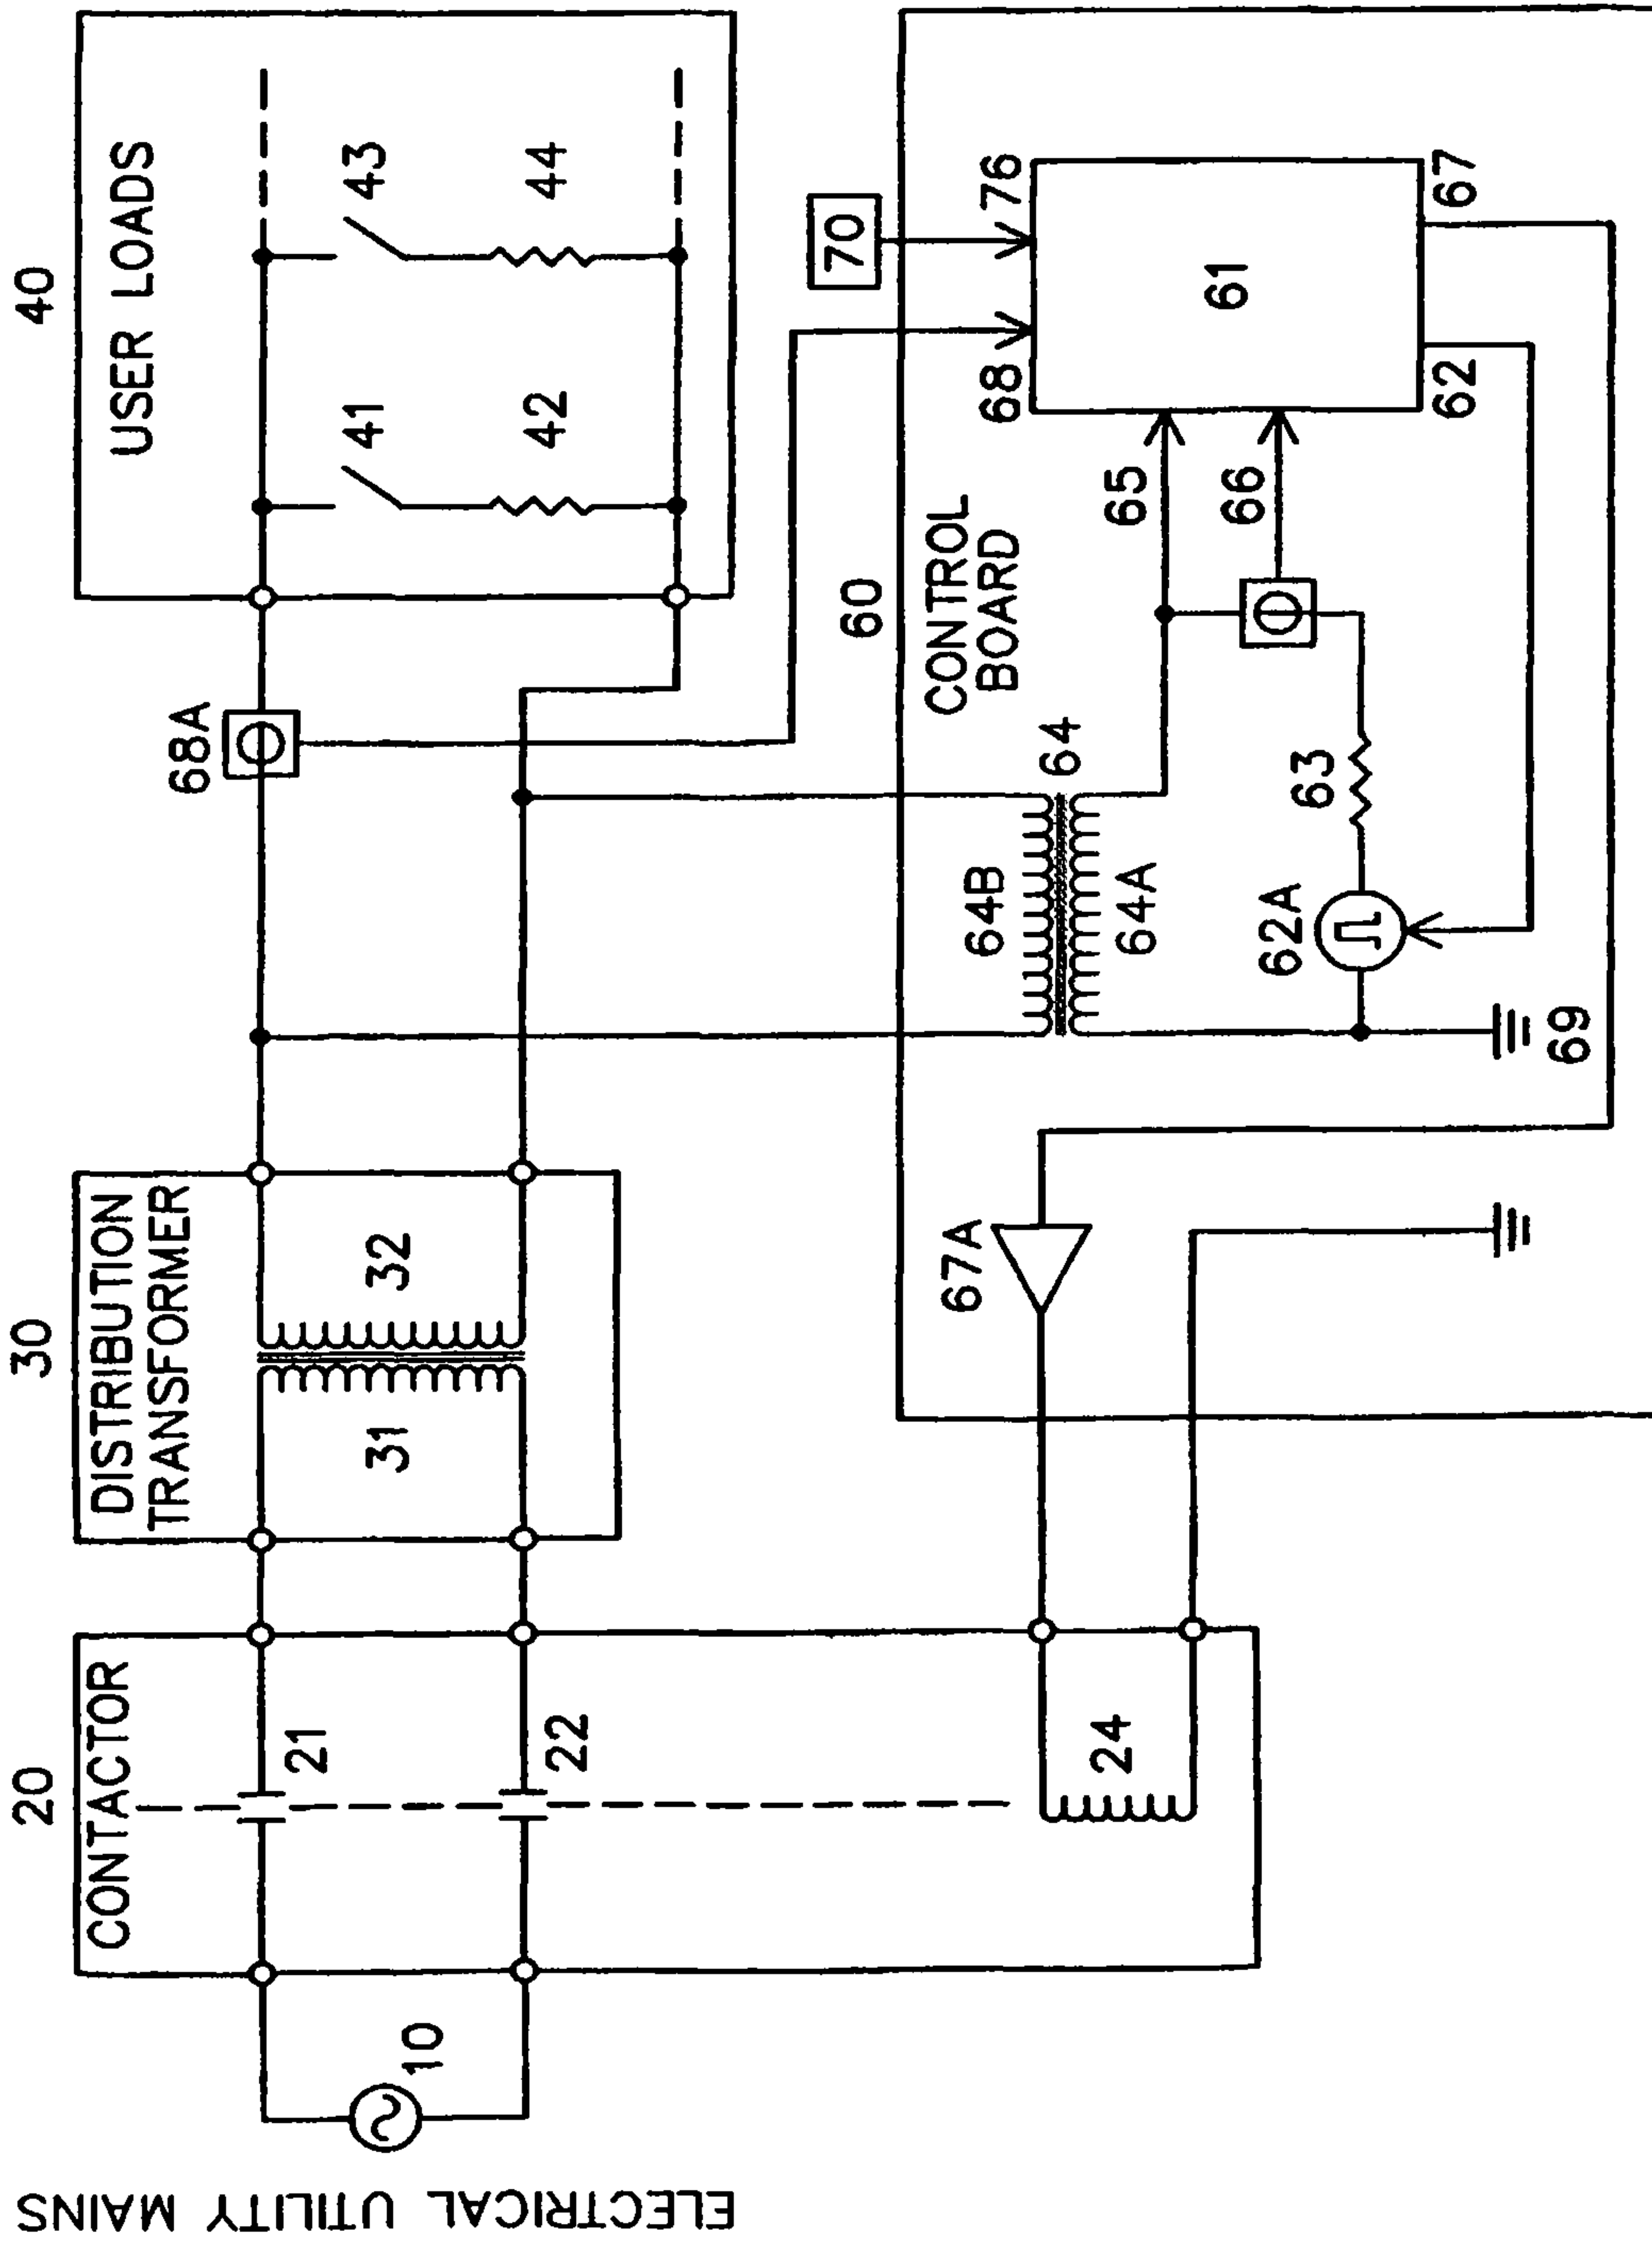 ELECTRICAL UTILITY MAINS
10
20
CONTACTOR
21
22
24
30
DISTRIBUTION
TRANSFORMER
31
32
40
USER LOADS
41
42
43
44
68A
60
CONTROL
BOARD
70
68
76
61
65
66
62
67
64
64B
64A
63
62A
69
67A